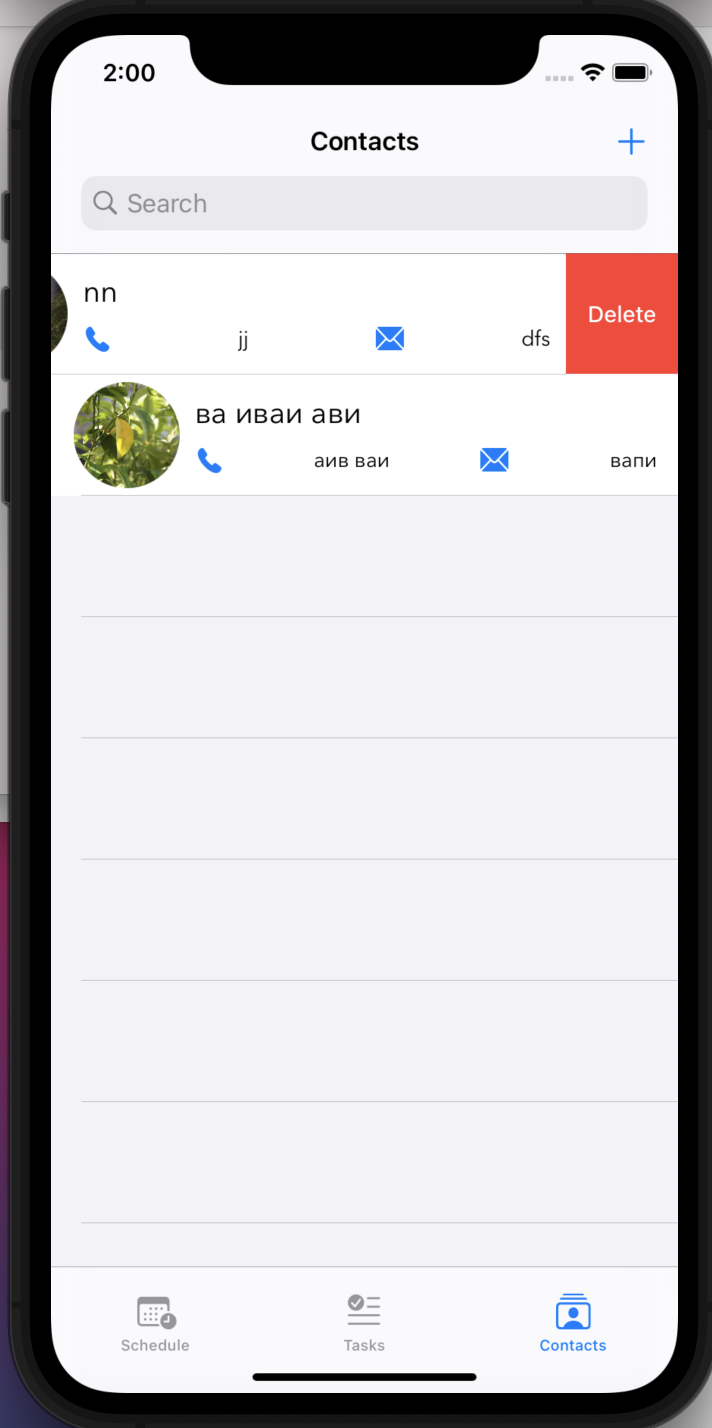 2:00
Contacts
Search
nn
jj dfs
Delete
ва иваи ави
аив ваи вапи
Schedule Tasks Contacts